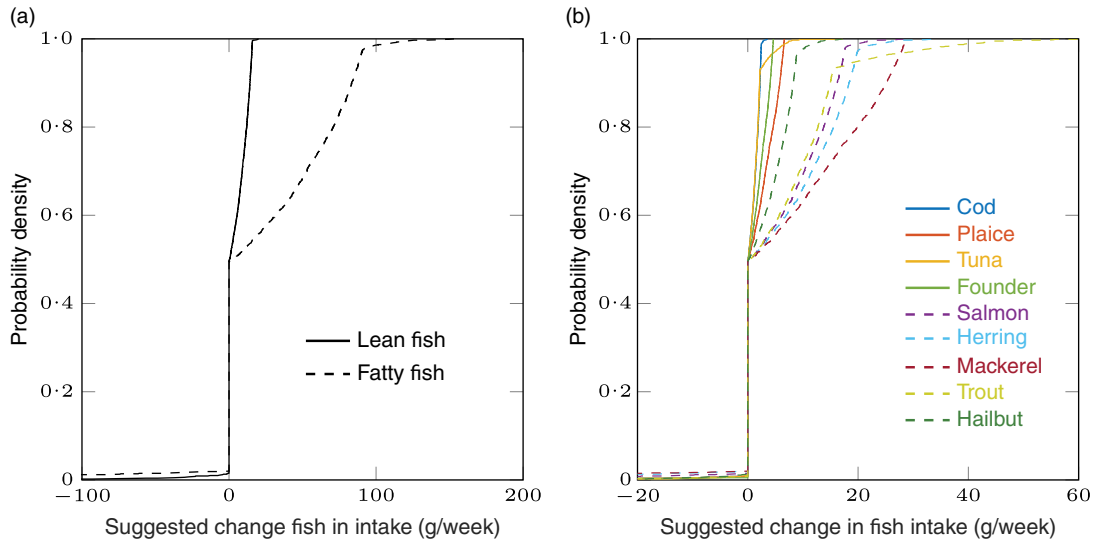 (a)
1·0
0·8
0·6
0·4
0·2
0
−100
0
100
200
Probability density
Suggested change fish in intake (g/week)
Lean fish
Fatty fish
(b)
1·0
0·8
0·6
0·4
0·2
0
−20
0
20
40
60
Probability density
Suggested change in fish intake (g/week)
Cod
Plaice
Tuna
Founder
Salmon
Herring
Mackerel
Trout
Hailbut